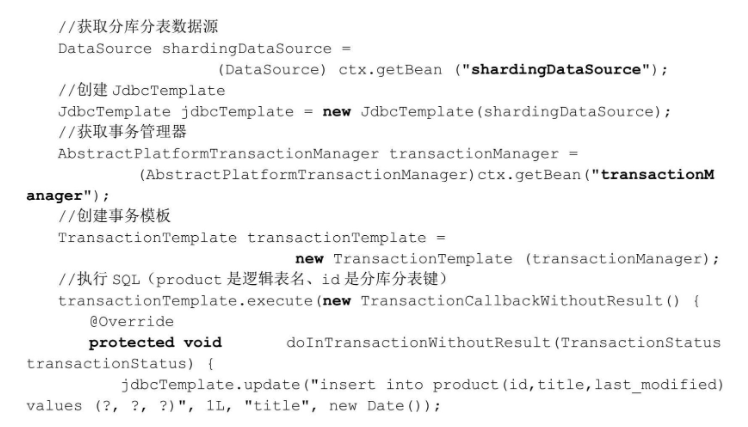 //获取分库分表数据源
DataSource shardingDataSource =
(DataSource) ctx.getBean ("shardingDataSource");
//创建 JdbcTemplate
JdbcTemplate jdbcTemplate = new JdbcTemplate(shardingDataSource);
//获取事务管理器
AbstractPlatformTransactionManager transactionManager =
(AbstractPlatformTransactionManager)ctx.getBean("transactionM
anager");
//创建事务模板
TransactionTemplate transactionTemplate =
new TransactionTemplate (transactionManager);
//执行 SQL（product 是逻辑表名、id 是分库分表键）
transactionTemplate.execute(new TransactionCallbackWithoutResult() {
@Override
protected void doInTransactionWithoutResult(TransactionStatus
transactionStatus) {
jdbcTemplate.update("insert into product(id,title,last_modified)
values (?, ?, ?)", 1L, "title", new Date());